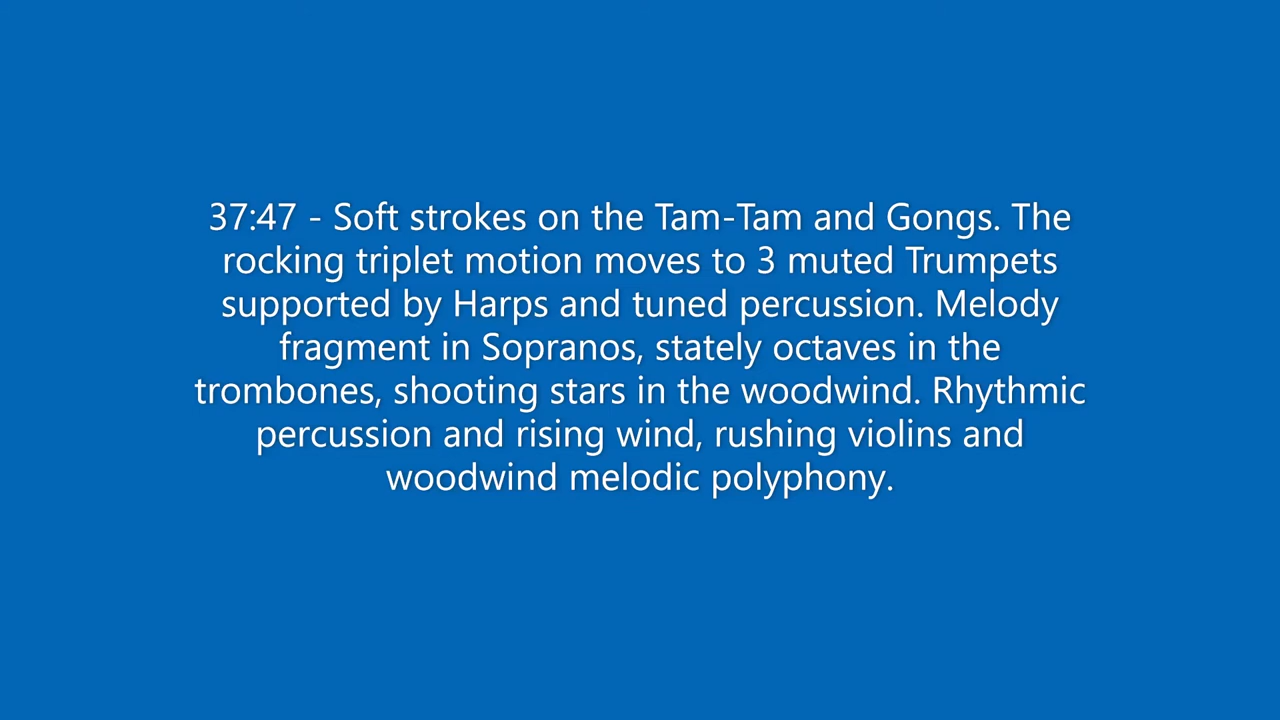 37:47 - Soft strokes on the Tam-Tam and Gongs. The
rocking triplet motion moves to 3 muted Trumpets
supported by Harps and tuned percussion. Melody
fragment in Sopranos, stately octaves in the
trombones, shooting stars in the woodwind. Rhythmic
percussion and rising wind, rushing violins and
woodwind melodic polyphony.